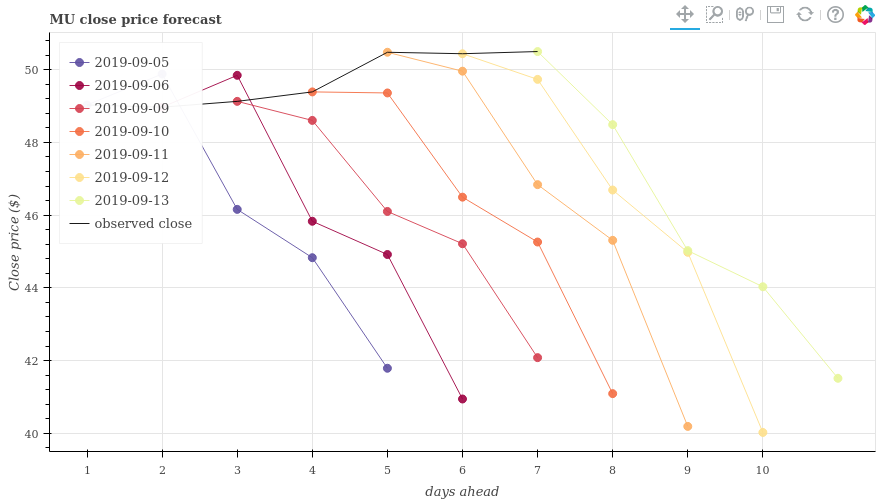 MU close price forecast
Close price ($)
50
48
46
44
42
40
2019-09-05
2019-09-06
2019-09-09
2019-09-10
2019-09-11
2019-09-12
2019-09-13
observed close
1 2 3 4 5 6 7 8 9 10
days ahead